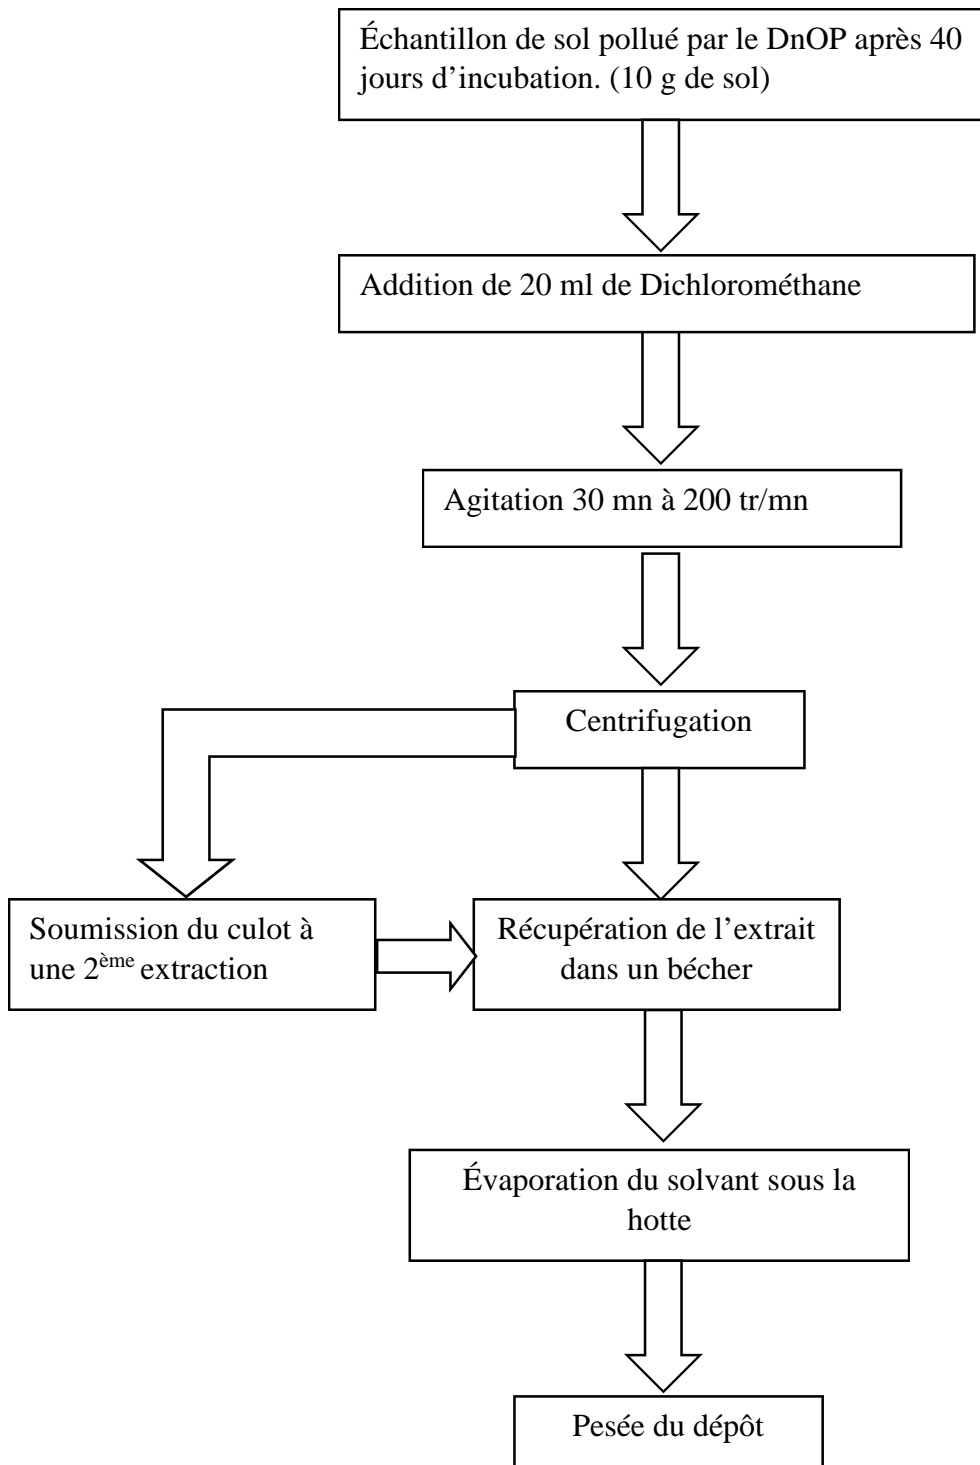 Échantillon de sol pollué par le DnOP après 40
jours d’incubation. (10 g de sol)
Addition de 20 ml de Dichlorométhane
Agitation 30 mn à 200 tr/mn
Centrifugation
Soumission du culot à
une 2ème extraction
Récupération de l’extrait
dans un bécher
Évaporation du solvant sous la
hotte
Pesée du dépôt